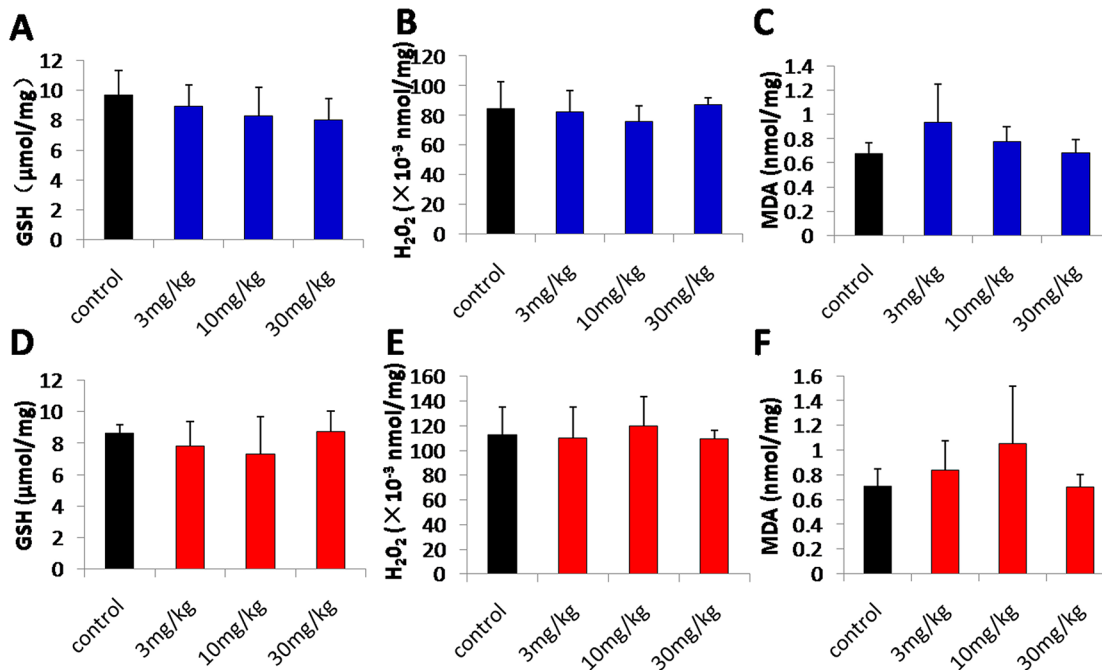 A
GSH (μmol/mg)
12
10
8
6
4
2
0
control
3mg/kg
10mg/kg
30mg/kg
B
H₂O₂ (×10⁻³ nmol/mg)
120
100
80
60
40
20
0
control
3mg/kg
10mg/kg
30mg/kg
C
MDA (nmol/mg)
1.4
1.2
1
0.8
0.6
0.4
0.2
0
control
3mg/kg
10mg/kg
30mg/kg
D
GSH (μmol/mg)
12
10
8
6
4
2
0
control
3mg/kg
10mg/kg
30mg/kg
E
H₂O₂ (×10⁻³ nmol/mg)
160
140
120
100
80
60
40
20
0
control
3mg/kg
10mg/kg
30mg/kg
F
MDA (nmol/mg)
1.6
1.4
1.2
1
0.8
0.6
0.4
0.2
0
control
3mg/kg
10mg/kg
30mg/kg